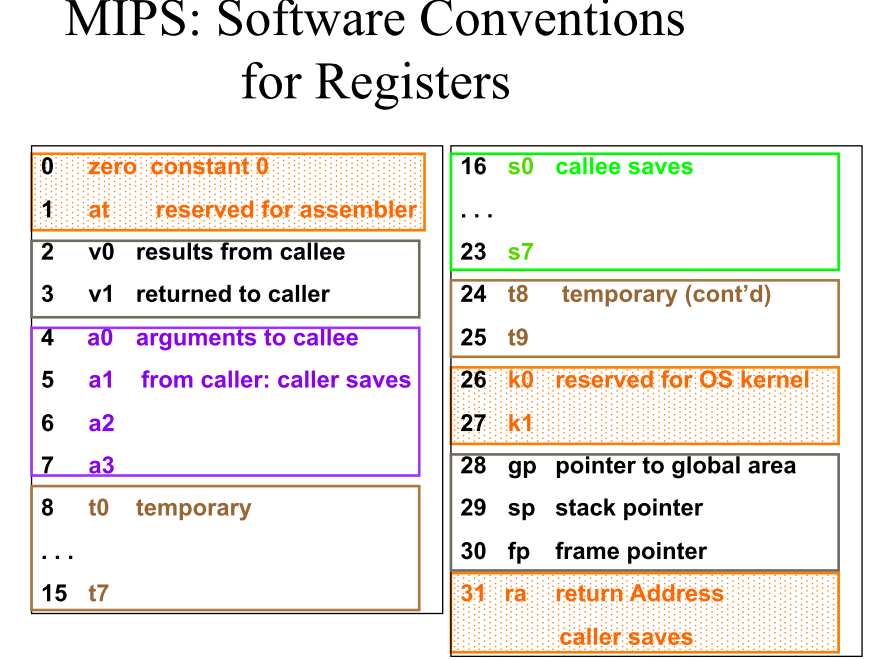 MIPS: Software Conventions
for Registers
0 zero constant 0
1 at reserved for assembler
2 v0 results from callee
3 v1 returned to caller
4 a0 arguments to callee
5 a1 from caller: caller saves
6 a2
7 a3
8 t0 temporary
. . .
15 t7
16 s0 callee saves
. . .
23 s7
24 t8 temporary (cont’d)
25 t9
26 k0 reserved for OS kernel
27 k1
28 gp pointer to global area
29 sp stack pointer
30 fp frame pointer
31 ra return Address
caller saves